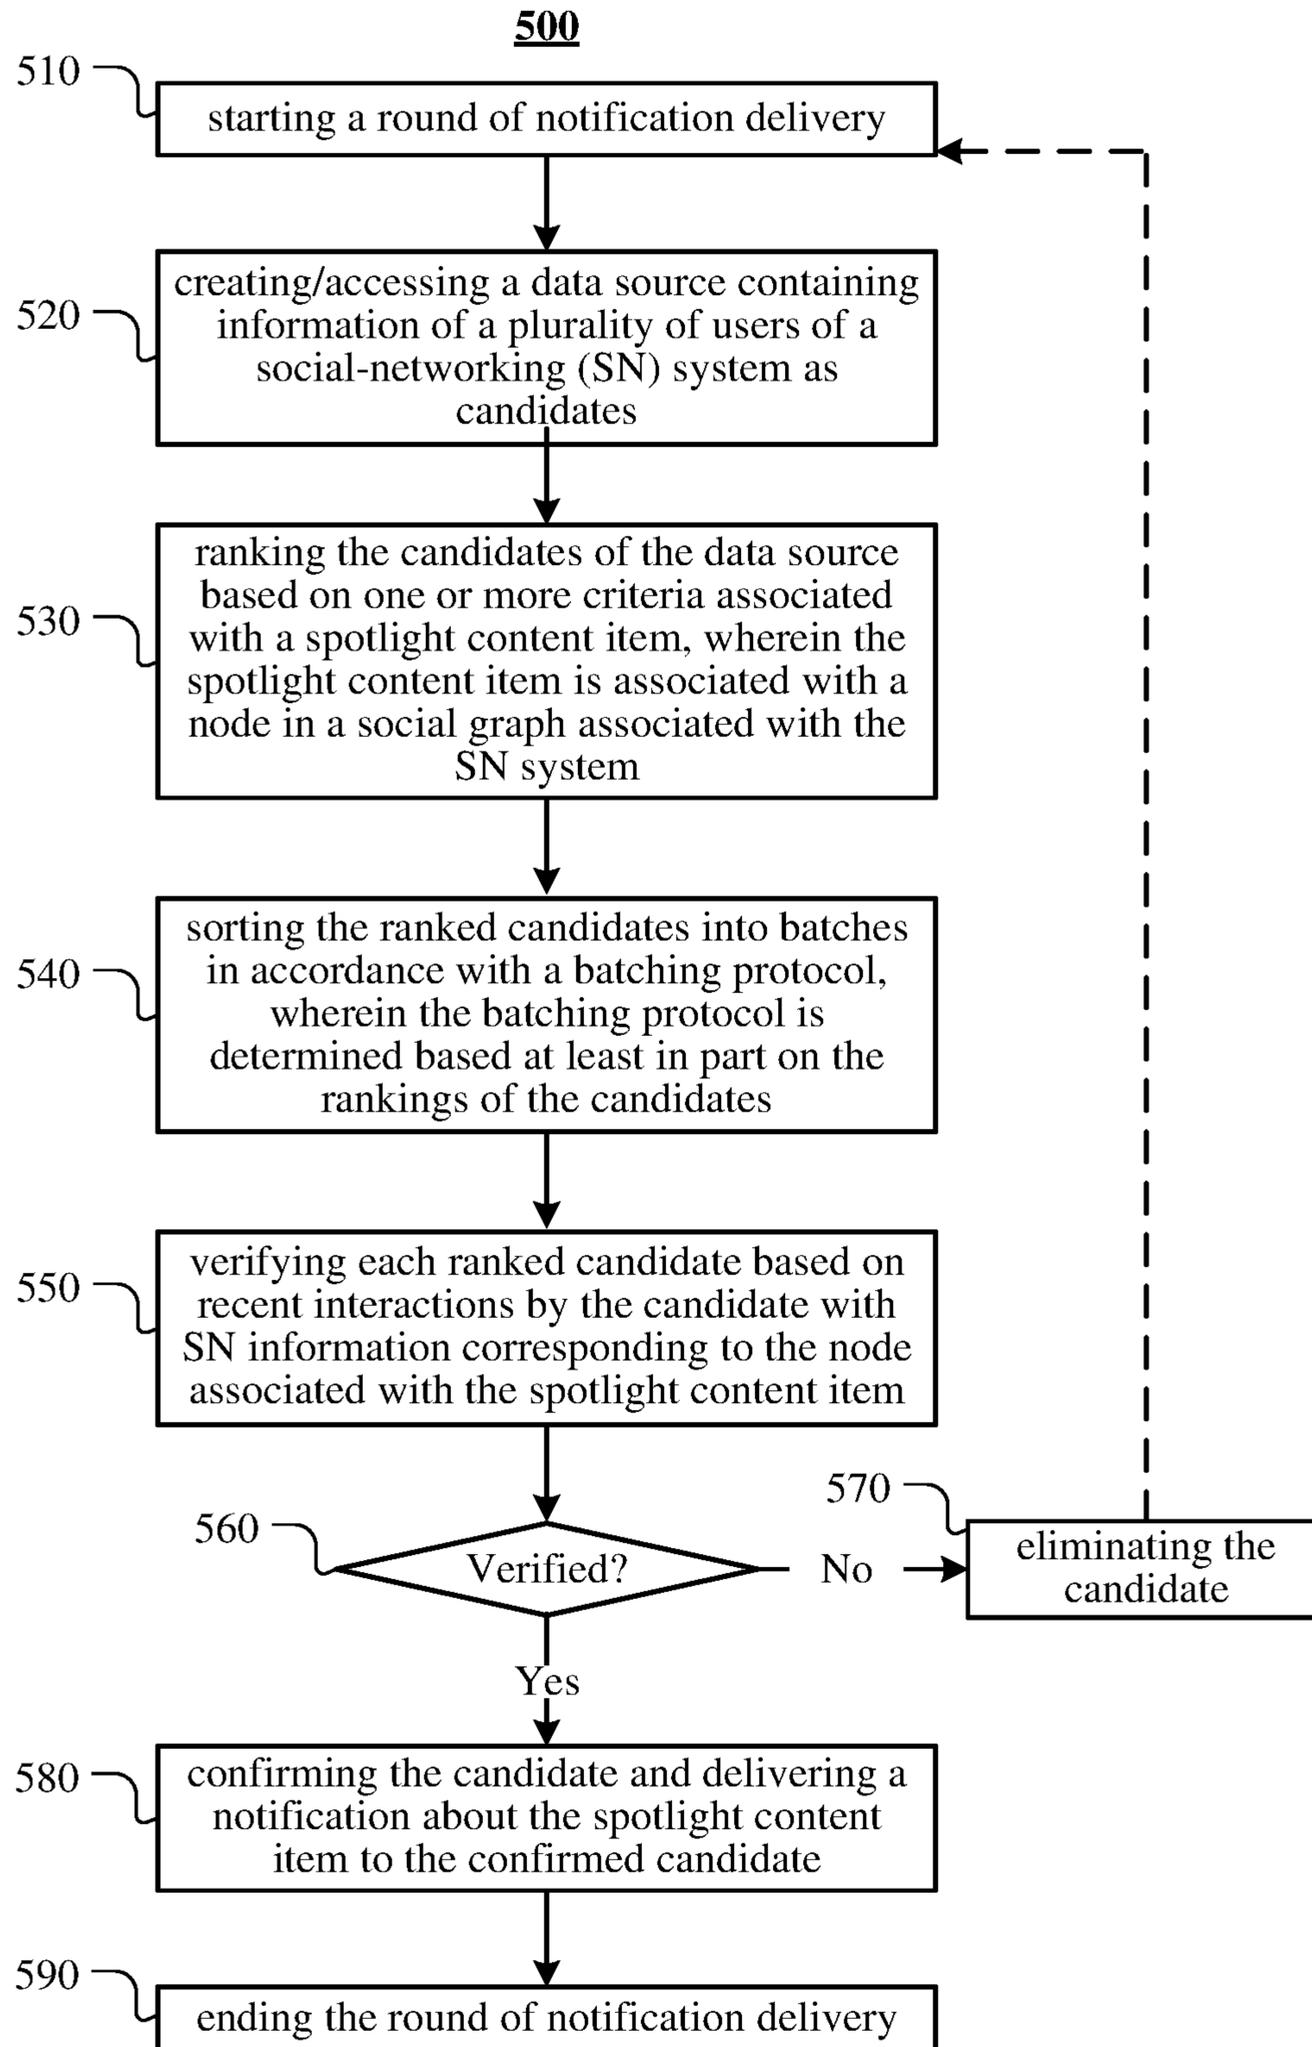 500
510
starting a round of notification delivery
520
creating/accessing a data source containing
information of a plurality of users of a
social-networking (SN) system as
candidates
530
ranking the candidates of the data source
based on one or more criteria associated
with a spotlight content item, wherein the
spotlight content item is associated with a
node in a social graph associated with the
SN system
540
sorting the ranked candidates into batches
in accordance with a batching protocol,
wherein the batching protocol is
determined based at least in part on the
rankings of the candidates
550
verifying each ranked candidate based on
recent interactions by the candidate with
SN information corresponding to the node
associated with the spotlight content item
560
Verified?
No
570
eliminating the
candidate
Yes
580
confirming the candidate and delivering a
notification about the spotlight content
item to the confirmed candidate
590
ending the round of notification delivery